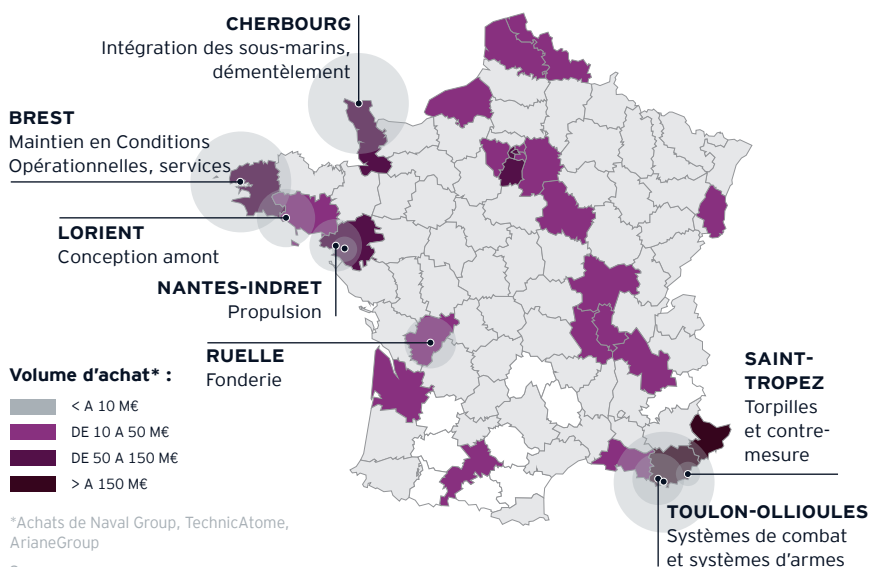 CHERBOURG
Intégration des sous-marins,
démentèlement
BREST
Maintien en Conditions
Opérationnelles, services
LORIENT
Conception amont
NANTES-INDRET
Propulsion
RUELLE
Fonderie
Volume d'achat* :
< A 10 M€
DE 10 A 50 M€
DE 50 A 150 M€
> A 150 M€
*Achats de Naval Group, TechnicAtome,
ArianeGroup
SAINT-
TROPEZ
Torpilles
et contre-
mesure
TOULON-OLLIOULES
Systèmes de combat
et systèmes d'armes